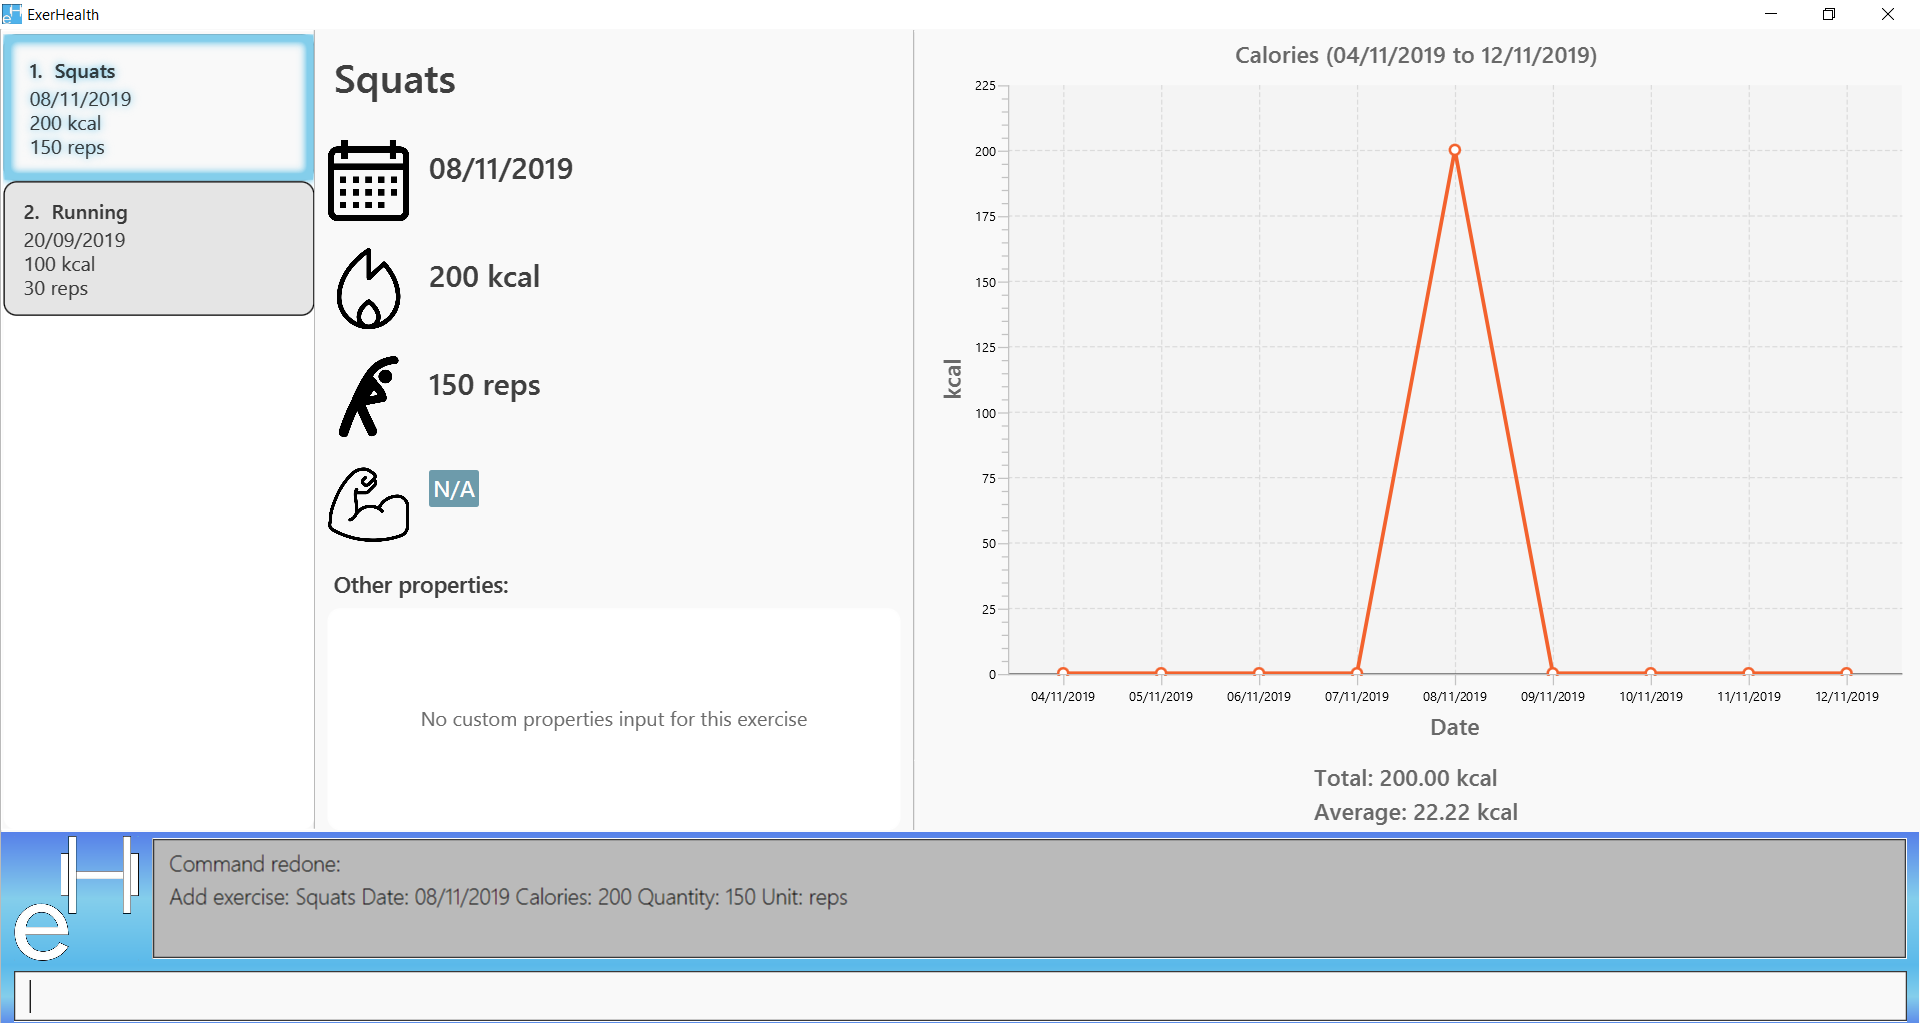 ExerHealth
1. Squats
08/11/2019
200 kcal
150 reps
2. Running
20/09/2019
100 kcal
30 reps
Squats
08/11/2019
200 kcal
150 reps
N/A
Other properties:
No custom properties input for this exercise
Calories (04/11/2019 to 12/11/2019)
225
200
175
150
125
100
75
50
25
0
kcal
04/11/2019 05/11/2019 06/11/2019 07/11/2019 08/11/2019 09/11/2019 10/11/2019 11/11/2019 12/11/2019
Date
Total: 200.00 kcal
Average: 22.22 kcal
eH
Command redone:
Add exercise: Squats Date: 08/11/2019 Calories: 200 Quantity: 150 Unit: reps